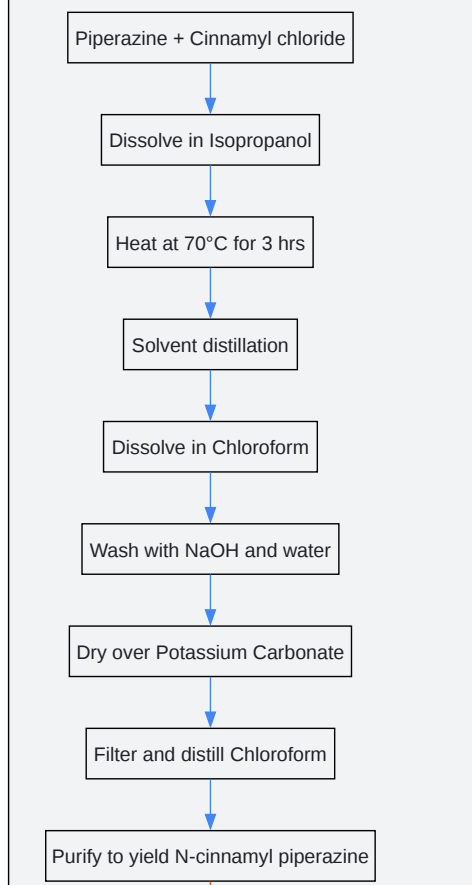 Piperazine + Cinnamyl chloride
Dissolve in Isopropanol
Heat at 70°C for 3 hrs
Solvent distillation
Dissolve in Chloroform
Wash with NaOH and water
Dry over Potassium Carbonate
Filter and distill Chloroform
Purify to yield N-cinnamyl piperazine